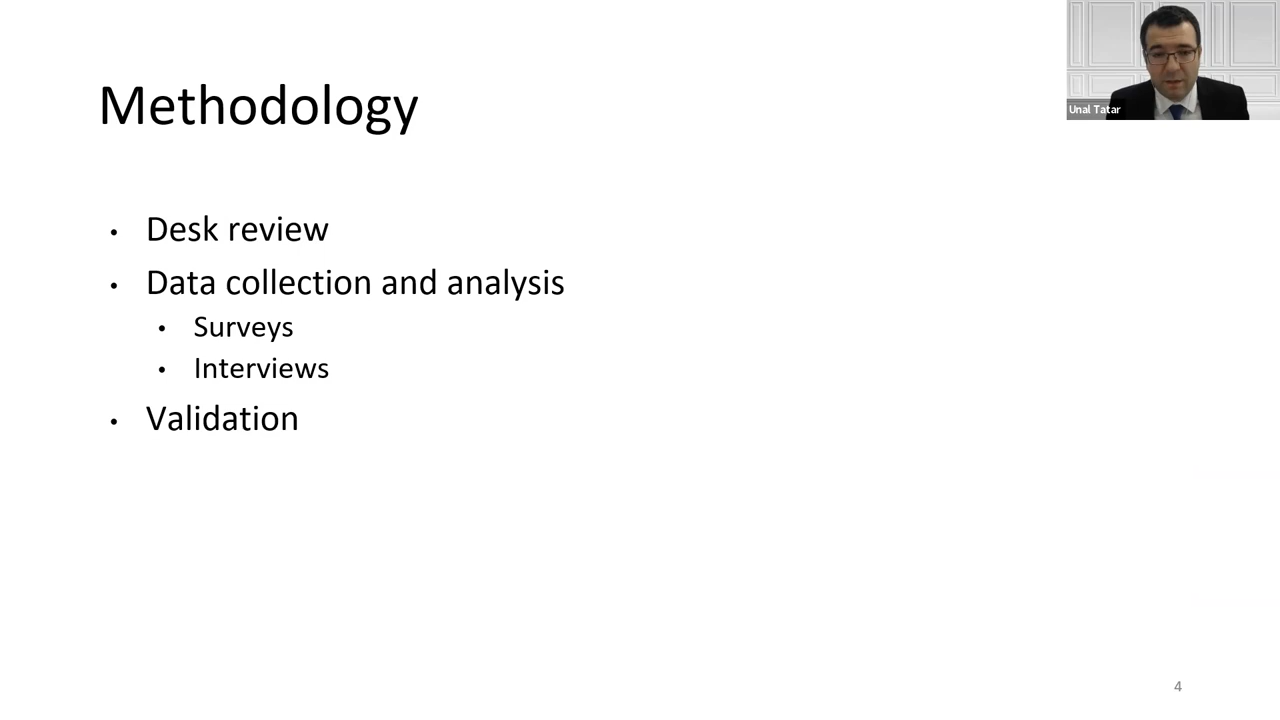 Unal Tatar
Methodology
• Desk review
• Data collection and analysis
• Surveys
• Interviews
• Validation
4